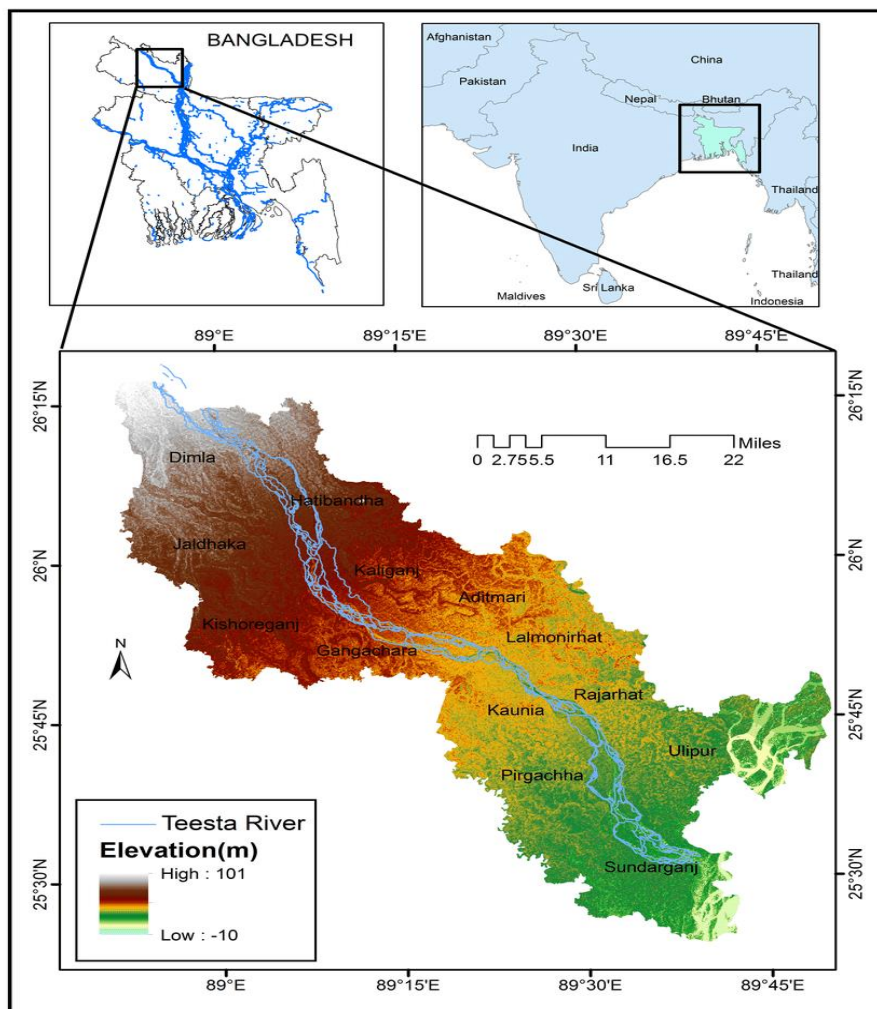 BANGLADESH
Afghanistan
China
Pakistan
Nepal
Bhutan
India
Thailand
Sri Lanka
Thailand
Maldives
Indonesia
89°E
89°15'E
89°30'E
89°45'E
26°15'N
26°15'N
Miles
0 2.75 5.5 11 16.5 22
Dimla
Hatibandha
Jaldhaka
26°N
26°N
Kaliganj
Aditmari
Kishoreganj
Lalmonirhat
N
Gangachara
Rajarhat
Kaunia
25°45'N
25°45'N
Ulipur
Pirgachha
Teesta River
Elevation(m)
High : 101
Low : -10
Sundarganj
25°30'N
25°30'N
89°E
89°15'E
89°30'E
89°45'E